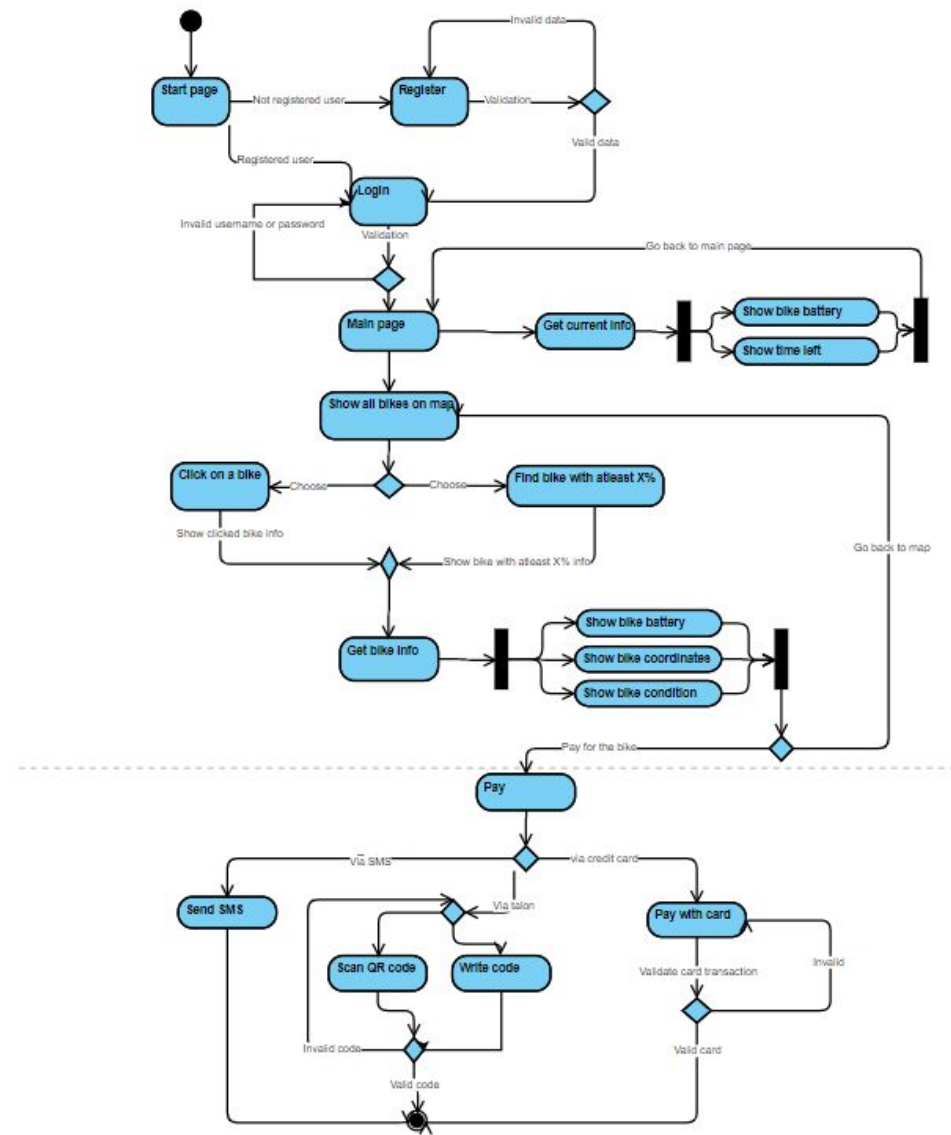 Invalid data
Start page
Register
Not registered user
Validation
Valid data
Registered user
Login
Invalid username or password
Validation
Go back to main page
Main page
Get current info
Show bike battery
Show time left
Show all bikes on map
Click on a bike
Choose
Choose
Find bike with atleast X%
Show clicked bike info
Show bike with atleast X% info
Go back to map
Get bike info
Show bike battery
Show bike coordinates
Show bike condition
Pay for the bike
Pay
Via SMS
via credit card
Send SMS
Via talon
Pay with card
Scan QR code
Write code
Validate card transaction
Invalid
Invalid code
Valid card
Valid code